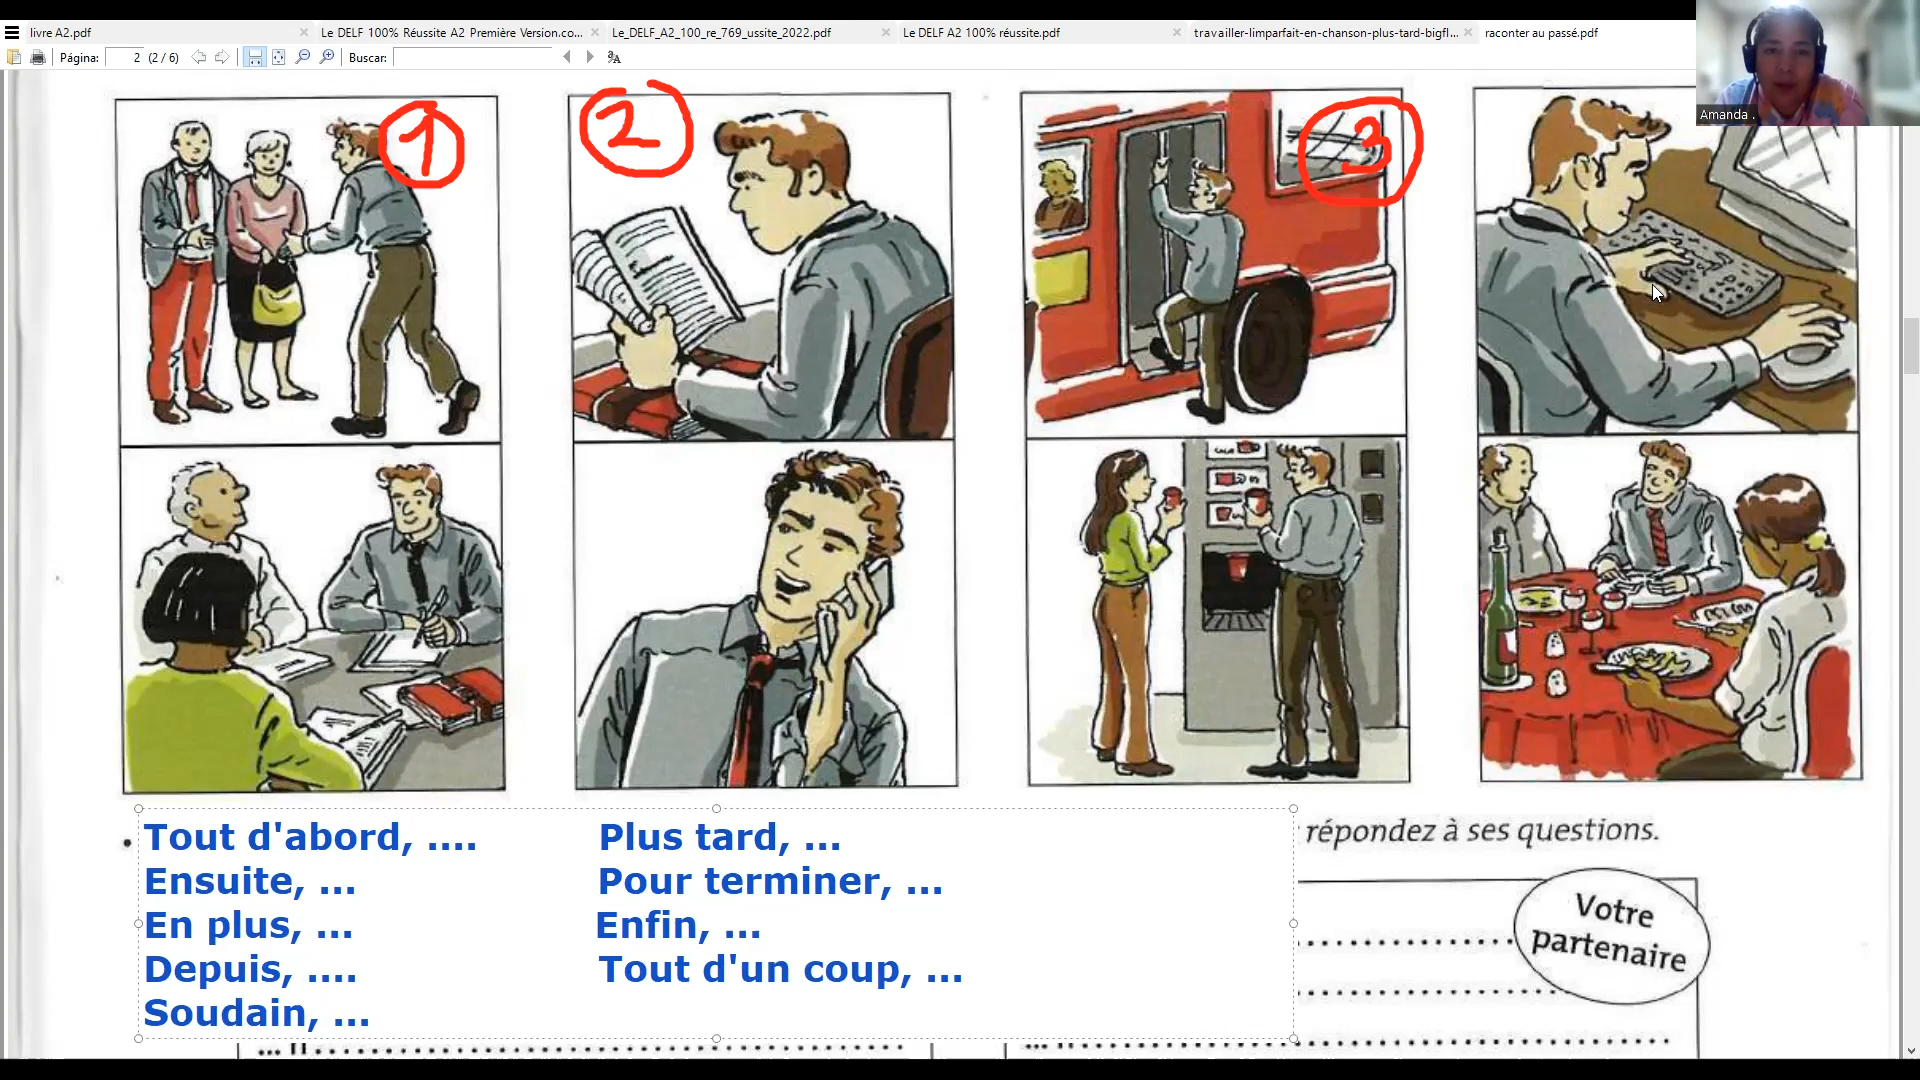 livre A2.pdf
Le DELF 100% Réussite A2 Première Version.co...
Le_DELF_A2_100_re_769_ussite_2022.pdf
Le DELF A2 100% réussite.pdf
travailler-limparfait-en-chanson-plus-tard-bigfl...
raconter au passé.pdf
Página: 2 (2 / 6)
Buscar:
Amanda .
1
2
3
Tout d'abord, ....
Plus tard, ...
répondez à ses questions.
Ensuite, ...
Pour terminer, ...
En plus, ...
Enfin, ...
Votre
partenaire
Depuis, ....
Tout d'un coup, ...
Soudain, ...